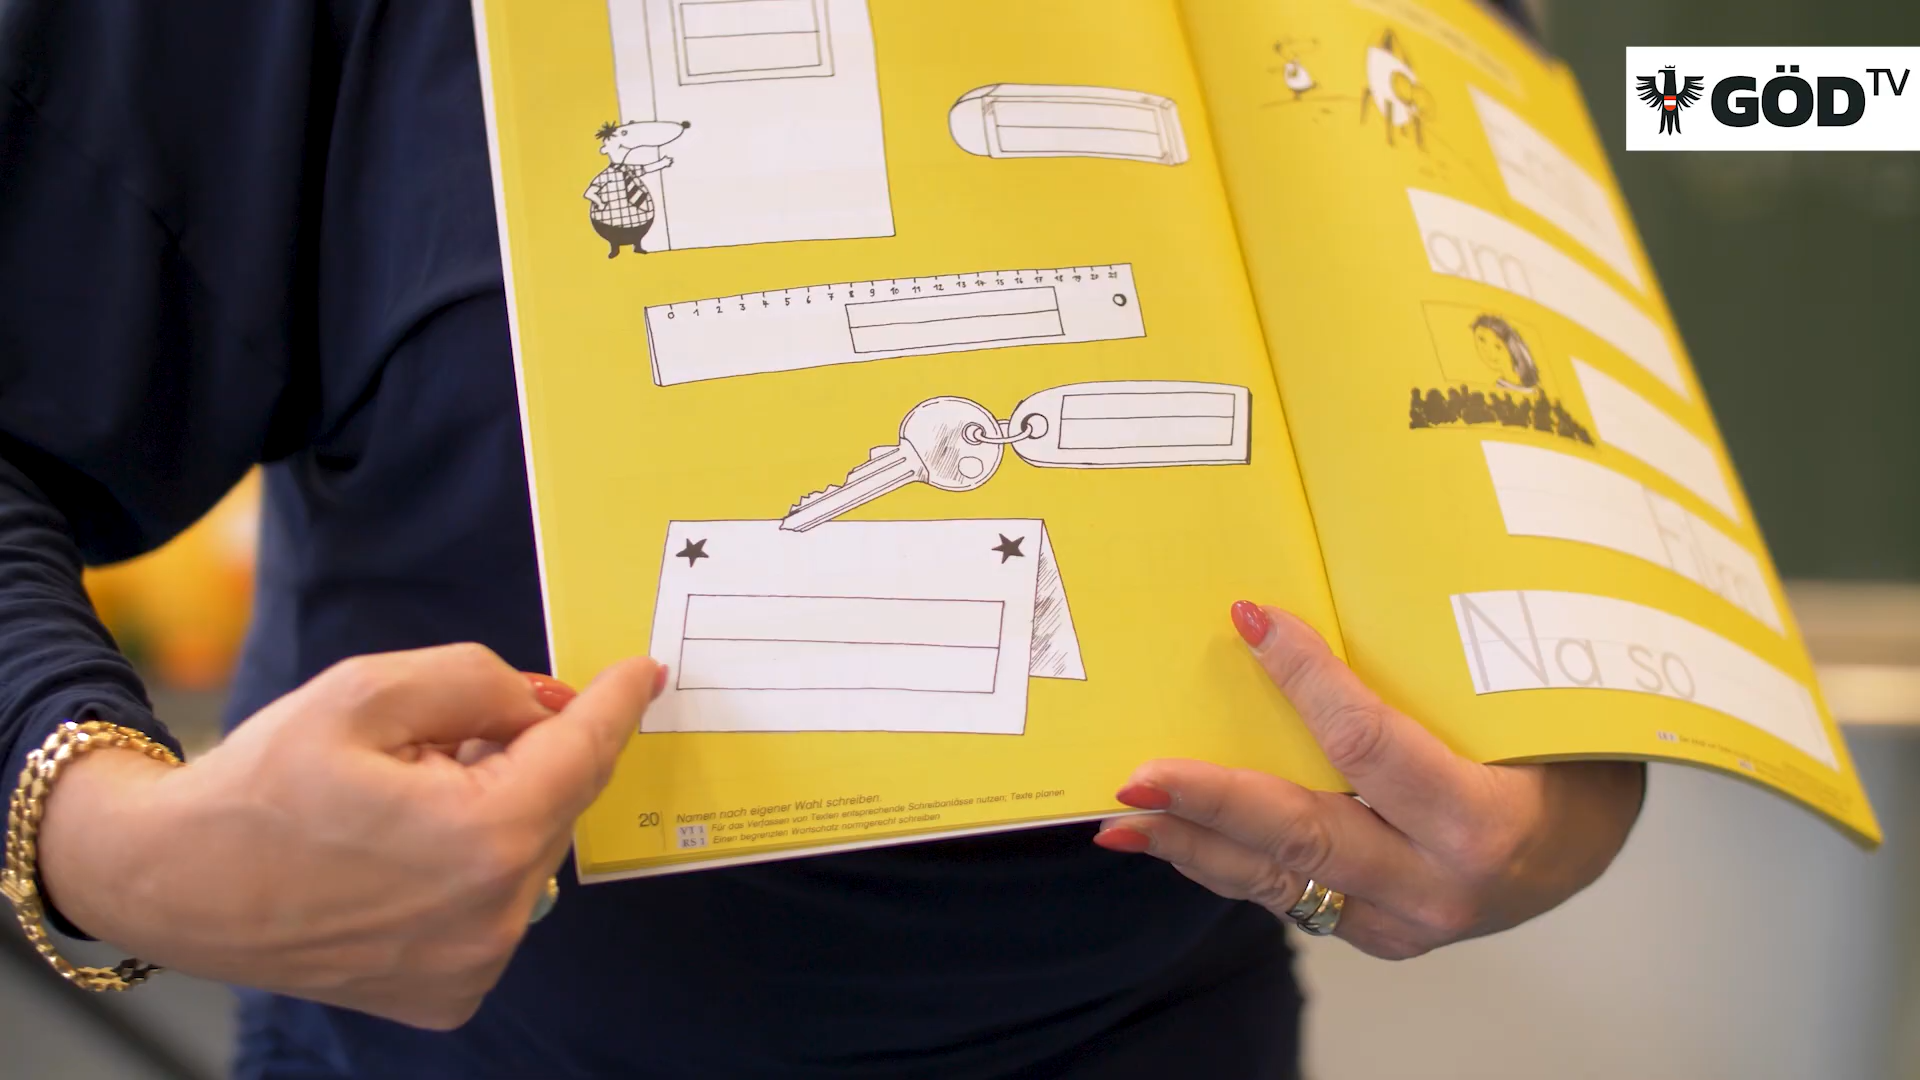 GÖD TV
0 1 2 3 4 5 6 7 8 9 10 11 12 13 14 15 16 17 18 19 20 21
20 Namen nach eigener Wahl schreiben.
VT 1 Für das Verfassen von Texten entsprechende Schreibanlässe nutzen; Texte planen
RS 1 Einen begrenzten Wortschatz normgerecht schreiben
am
Film
Na so